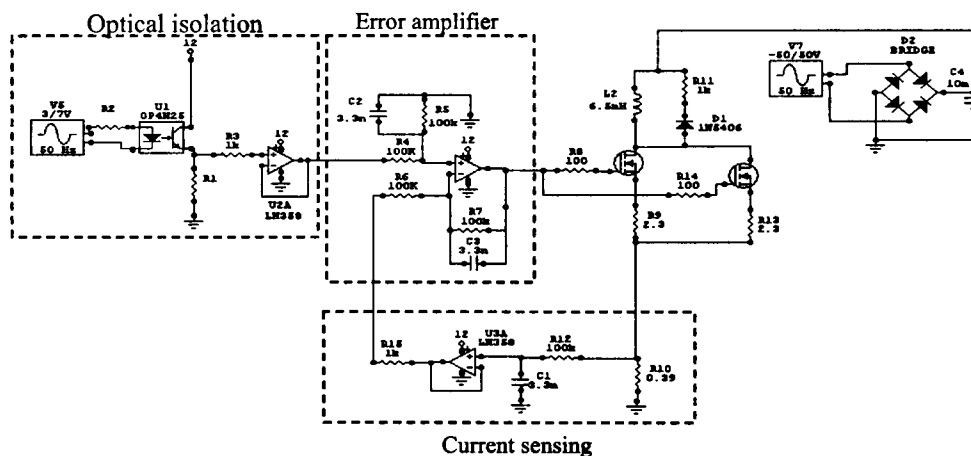 Optical isolation
Error amplifier
12
V5
3/7V
50 Hz
R2
U1
OP4N25
R3
1k
12
U2A
LM358
R1
C2
3.3n
R5
100k
R4
100K
12
R6
100K
R7
100k
C3
3.3n
R8
100
R14
100
L2
6.5mH
R11
1k
D1
1N5406
R9
2.3
R13
2.3
V7
-50/50V
50 Hz
D2
BRIDGE
C4
10m
R15
1k
12
U3A
LM358
R12
100k
C1
3.3n
R10
0.39
Current sensing